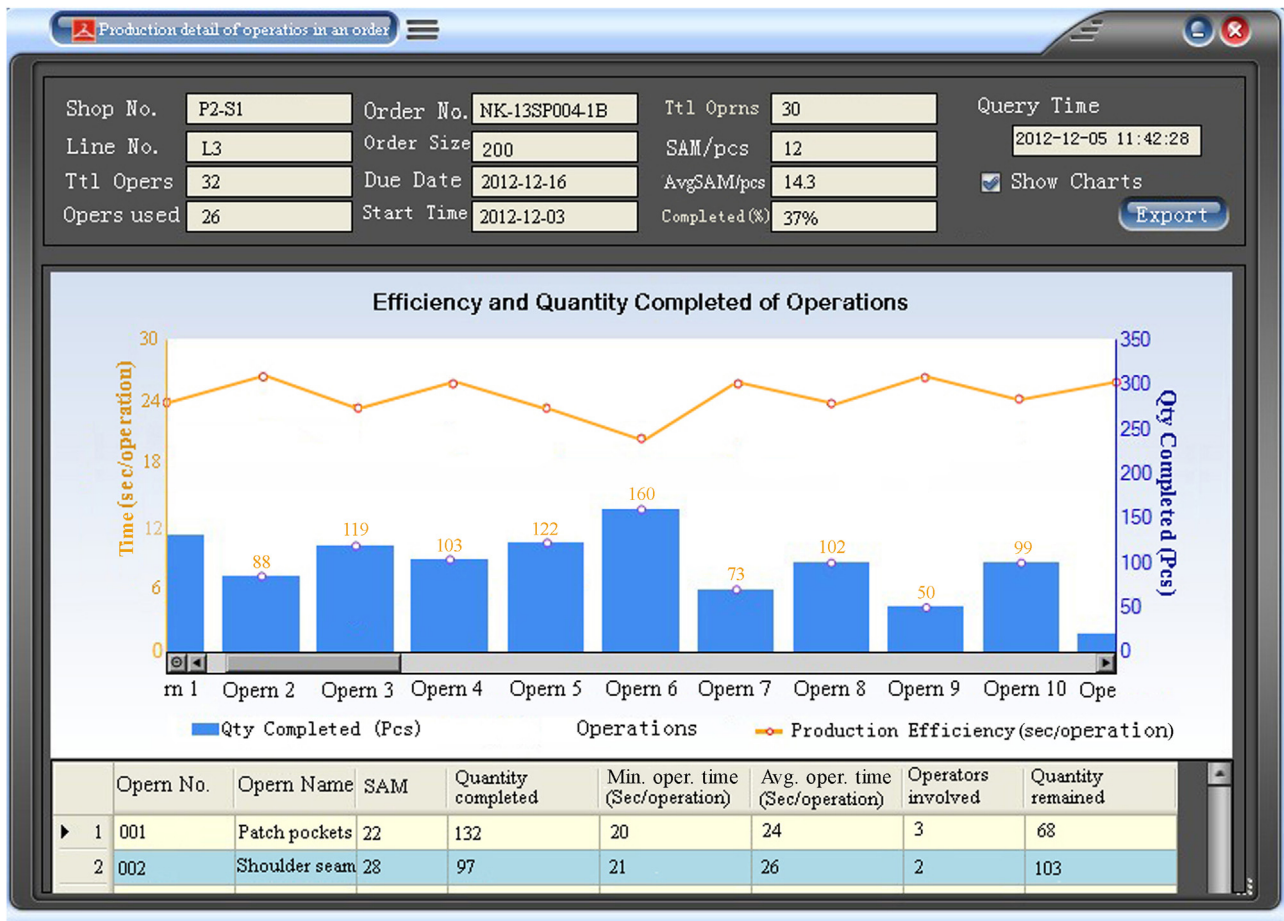 Production detail of operatios in an order
Shop No. P2-S1 Order No. NK-13SP004-1B Ttl Oprns 30 Query Time
Line No. L3 Order Size 200 SAM/pcs 12 2012-12-05 11:42:28
Ttl Opers 32 Due Date 2012-12-16 AvgSAM/pcs 14.3 Show Charts
Opers used 26 Start Time 2012-12-03 Completed(%) 37% Export
Efficiency and Quantity Completed of Operations
Time (sec/operation)
30
24
18
12
6
0
88
119
103
122
160
73
102
50
99
350
300
250
200
150
100
50
0
Qty Completed (Pcs)
rn 1 Opern 2 Opern 3 Opern 4 Opern 5 Opern 6 Opern 7 Opern 8 Opern 9 Opern 10 Ope
Qty Completed (Pcs) Operations Production Efficiency(sec/operation)
Opern No. Opern Name SAM Quantity completed Min. oper. time (Sec/operation) Avg. oper. time (Sec/operation) Operators involved Quantity remained
1 001 Patch pockets 22 132 20 24 3 68
2 002 Shoulder seam 28 97 21 26 2 103